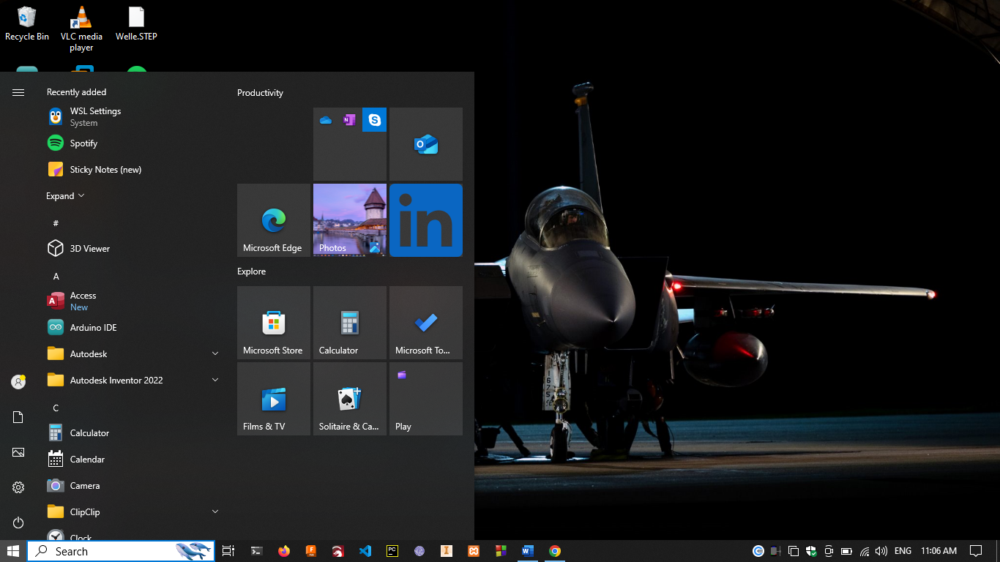 Recycle Bin
VLC media
player
Welle.STEP
Recently added
WSL Settings
System
Spotify
Sticky Notes (new)
Expand
#
3D Viewer
A
Access
New
Arduino IDE
Autodesk
Autodesk Inventor 2022
C
Calculator
Calendar
Camera
ClipClip
Clock
Productivity
Microsoft Edge
Photos
in
Explore
Microsoft Store
Calculator
Microsoft To...
Films & TV
Solitaire & Ca...
Play
Search
ENG
11:06 AM